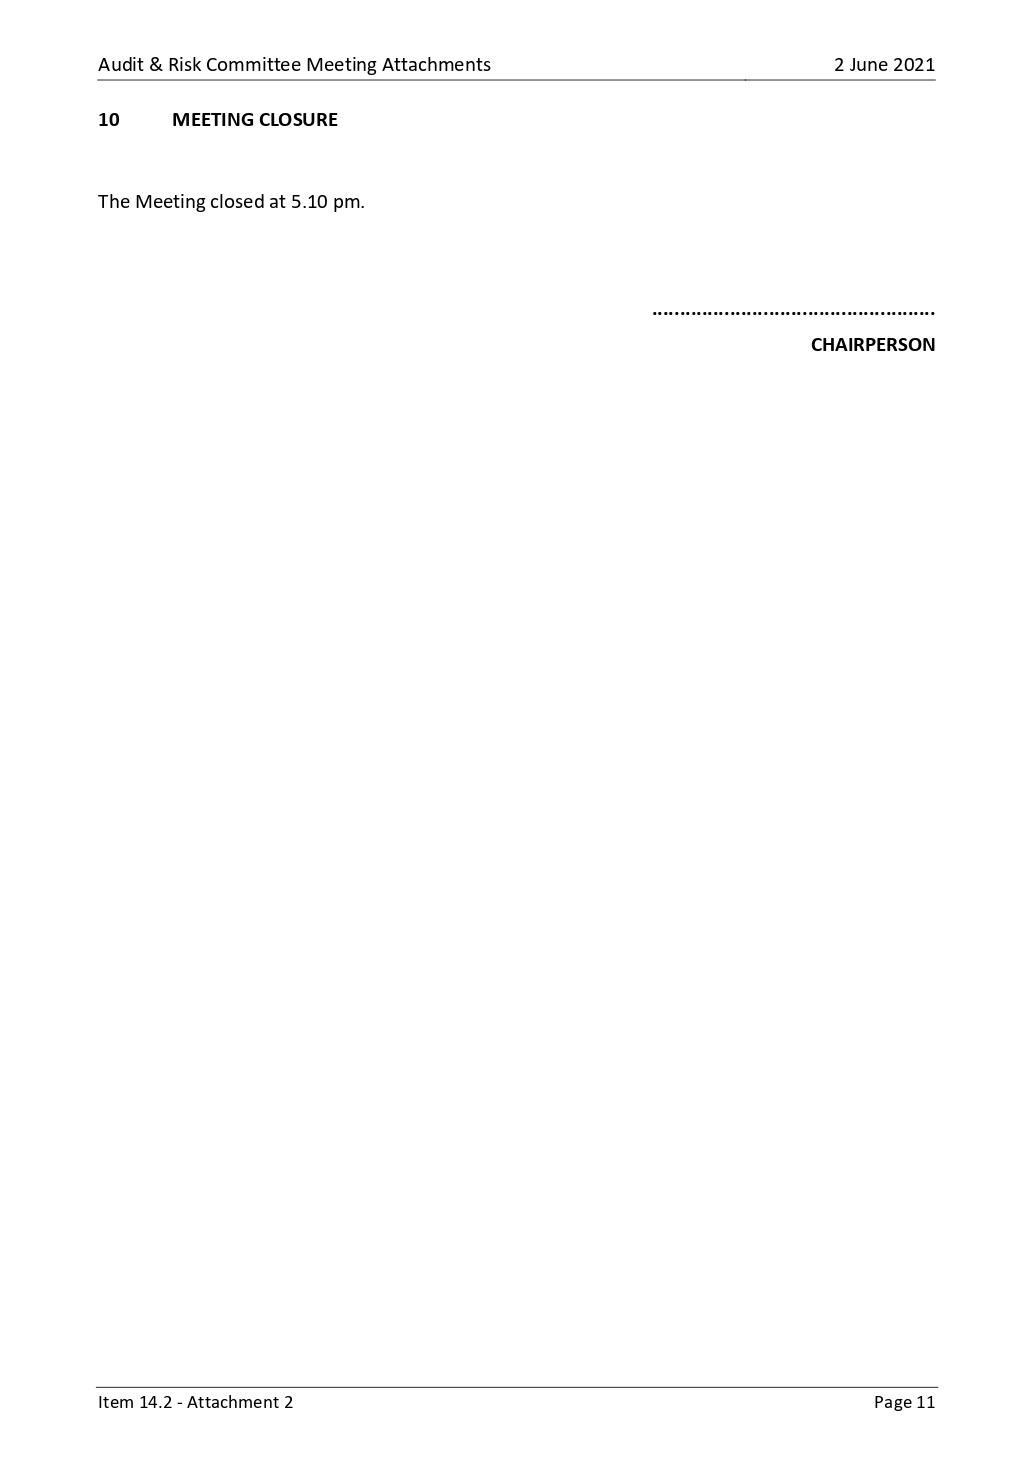 Audit & Risk Committee Meeting Attachments 2 June 2021
10 MEETING CLOSURE
The Meeting closed at 5.10 pm.
...................................................
CHAIRPERSON
Item 14.2 - Attachment 2 Page 11